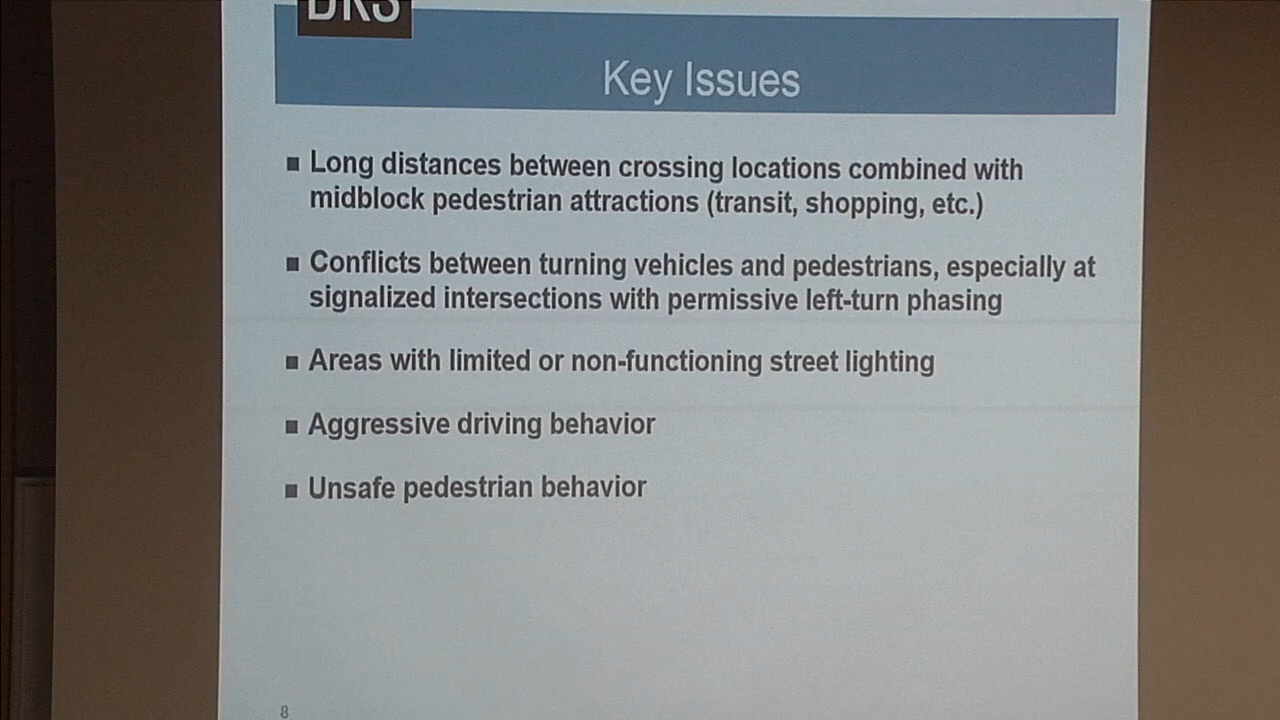 DKS
Key Issues
Long distances between crossing locations combined with
midblock pedestrian attractions (transit, shopping, etc.)
Conflicts between turning vehicles and pedestrians, especially at
signalized intersections with permissive left-turn phasing
Areas with limited or non-functioning street lighting
Aggressive driving behavior
Unsafe pedestrian behavior
8